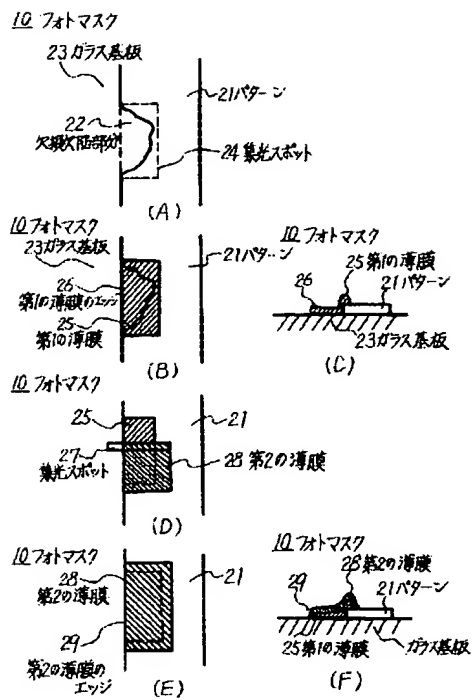 10 フォトマスク
23 ガラス基板
22
欠損欠陥部分
21 パターン
24 集光スポット
(A)
10 フォトマスク
23 ガラス基板
26
第1の薄膜のエッジ
25
第1の薄膜
21 パターン
(B)
10 フォトマスク
25 第1の薄膜
26
21 パターン
23 ガラス基板
(C)
10 フォトマスク
25
21
27
集光スポット
28 第2の薄膜
(D)
10 フォトマスク
28
第2の薄膜
21
29
第2の薄膜の
エッジ
(E)
10 フォトマスク
28 第2の薄膜
29
21 パターン
25 第1の薄膜
ガラス基板
(F)